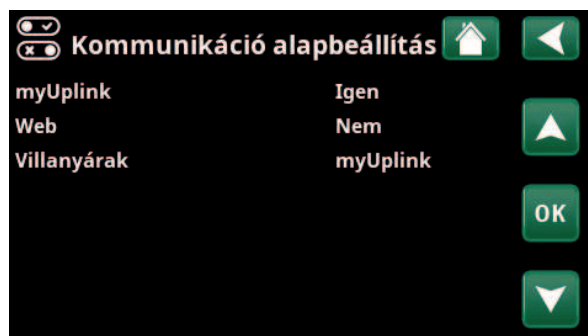 Kommunikáció alapbeállítás
myUplink Igen
Web Nem
Villanyárak myUplink
OK